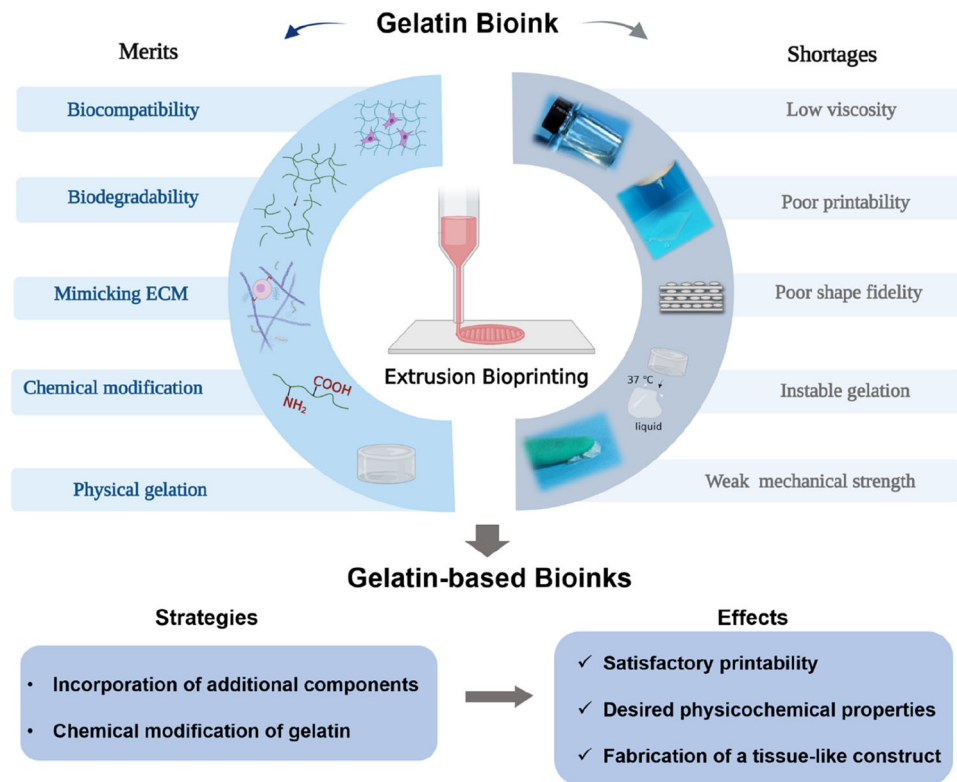 Gelatin Bioink
Merits
Shortages
Biocompatibility
Biodegradability
Mimicking ECM
Chemical modification
Physical gelation
COOH
NH2
Extrusion Bioprinting
Low viscosity
Poor printability
Poor shape fidelity
Instable gelation
Weak mechanical strength
37 °C
liquid
Gelatin-based Bioinks
Strategies
• Incorporation of additional components
• Chemical modification of gelatin
Effects
✓ Satisfactory printability
✓ Desired physicochemical properties
✓ Fabrication of a tissue-like construct